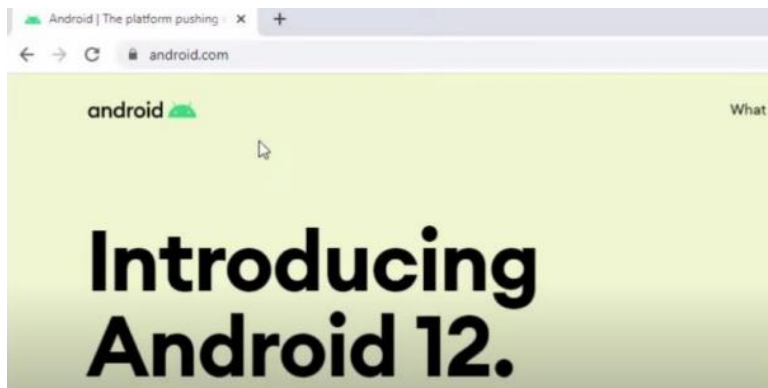 Android | The platform pushing
android.com
android
What
Introducing
Android 12.